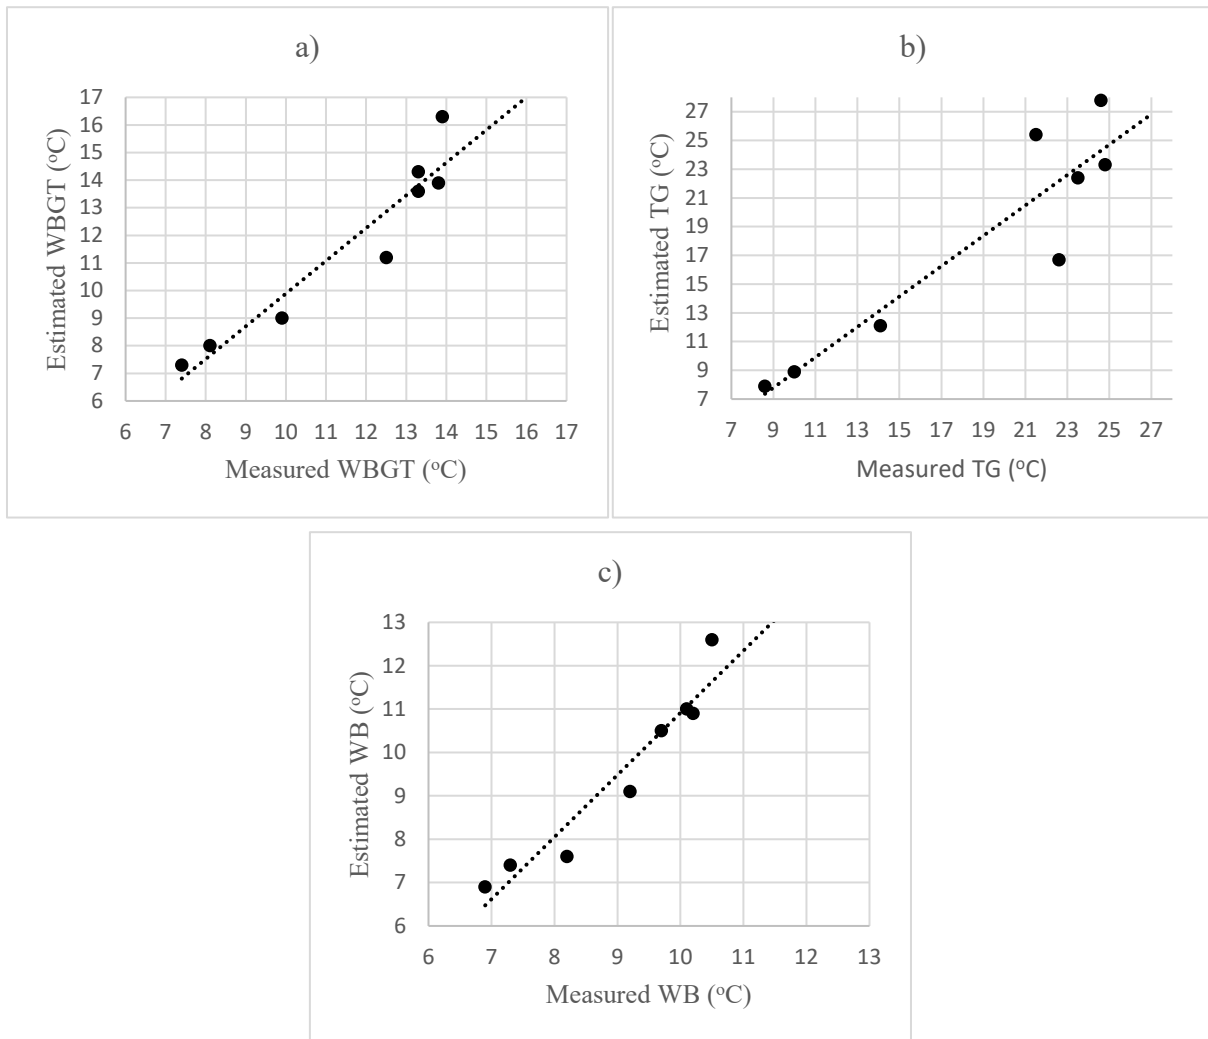 a)
Estimated WBGT (°C)
17
16
15
14
13
12
11
10
9
8
7
6
6 7 8 9 10 11 12 13 14 15 16 17
Measured WBGT (°C)
b)
Estimated TG (°C)
27
25
23
21
19
17
15
13
11
9
7
7 9 11 13 15 17 19 21 23 25 27
Measured TG (°C)
c)
Estimated WB (°C)
13
12
11
10
9
8
7
6
6 7 8 9 10 11 12 13
Measured WB (°C)